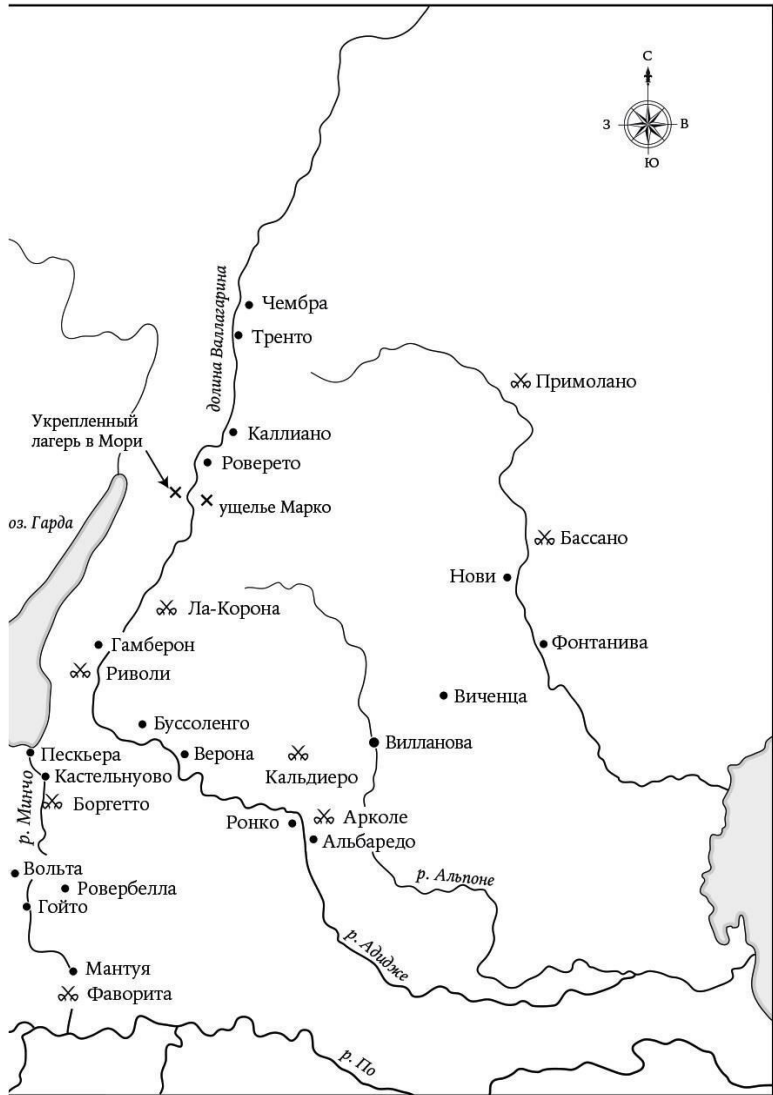 С
З
В
Ю
долина Валлагарина
Чембра
Тренто
Примолано
Укрепленный
лагерь в Мори
Каллиано
Роверето
ущелье Марко
оз. Гарда
Бассано
Нови
Ла-Корона
Гамберон
Фонтанива
Риволи
Виченца
Буссоленго
Вилланова
Пескьера
Верона
Кальдиеро
Кастельнуово
р. Минчо
Боргетто
Ронко
Арколе
Альбаредо
Вольта
Ровербелла
р. Альпоне
Гойто
р. Адидже
Мантуя
Фаворита
р. По